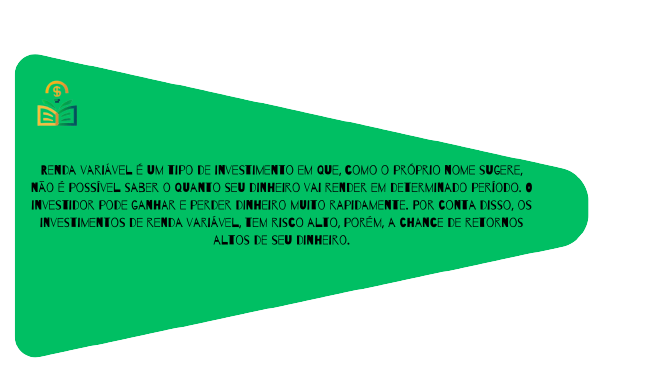 RENDA VARIÁVEL É UM TIPO DE INVESTIMENTO EM QUE, COMO O PRÓPRIO NOME SUGERE,
NÃO É POSSÍVEL SABER O QUANTO SEU DINHEIRO VAI RENDER EM DETERMINADO PERÍODO. O
INVESTIDOR PODE GANHAR E PERDER DINHEIRO MUITO RAPIDAMENTE. POR CONTA DISSO, OS
INVESTIMENTOS DE RENDA VARIÁVEL, TEM RISCO ALTO, PORÉM, A CHANCE DE RETORNOS
ALTOS DE SEU DINHEIRO.